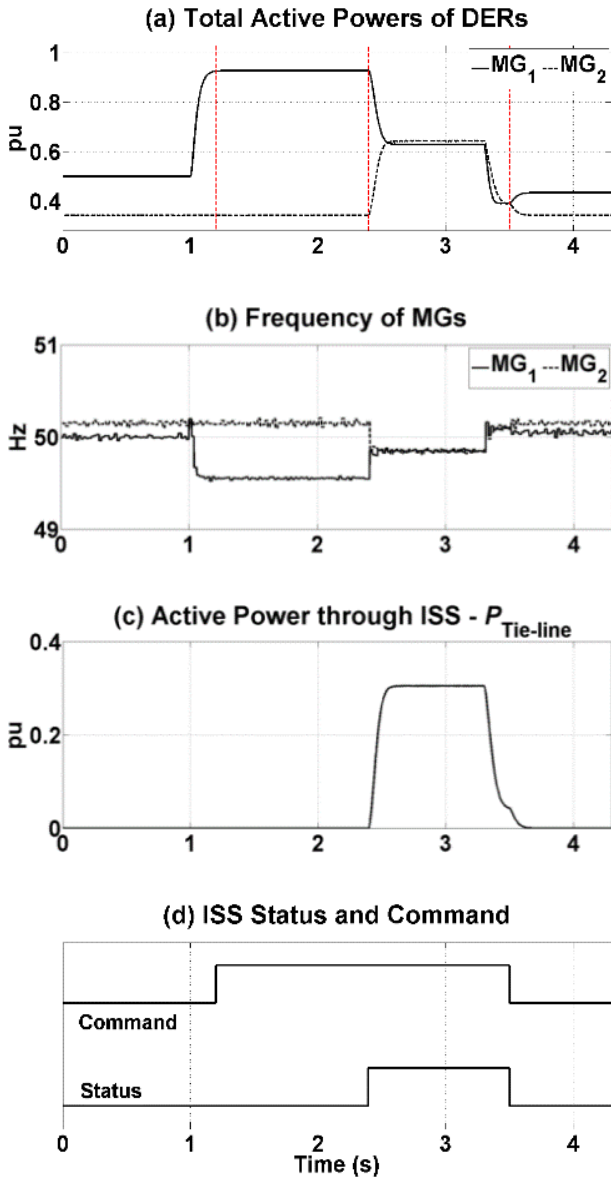 (a) Total Active Powers of DERs
MG1 MG2
pu
1
0.8
0.6
0.4
0 1 2 3 4
(b) Frequency of MGs
MG1 MG2
Hz
51
50
49
0 1 2 3 4
(c) Active Power through ISS - PTie-line
pu
0.4
0.2
0
0 1 2 3 4
(d) ISS Status and Command
Command
Status
0 1 2 3 4
Time (s)